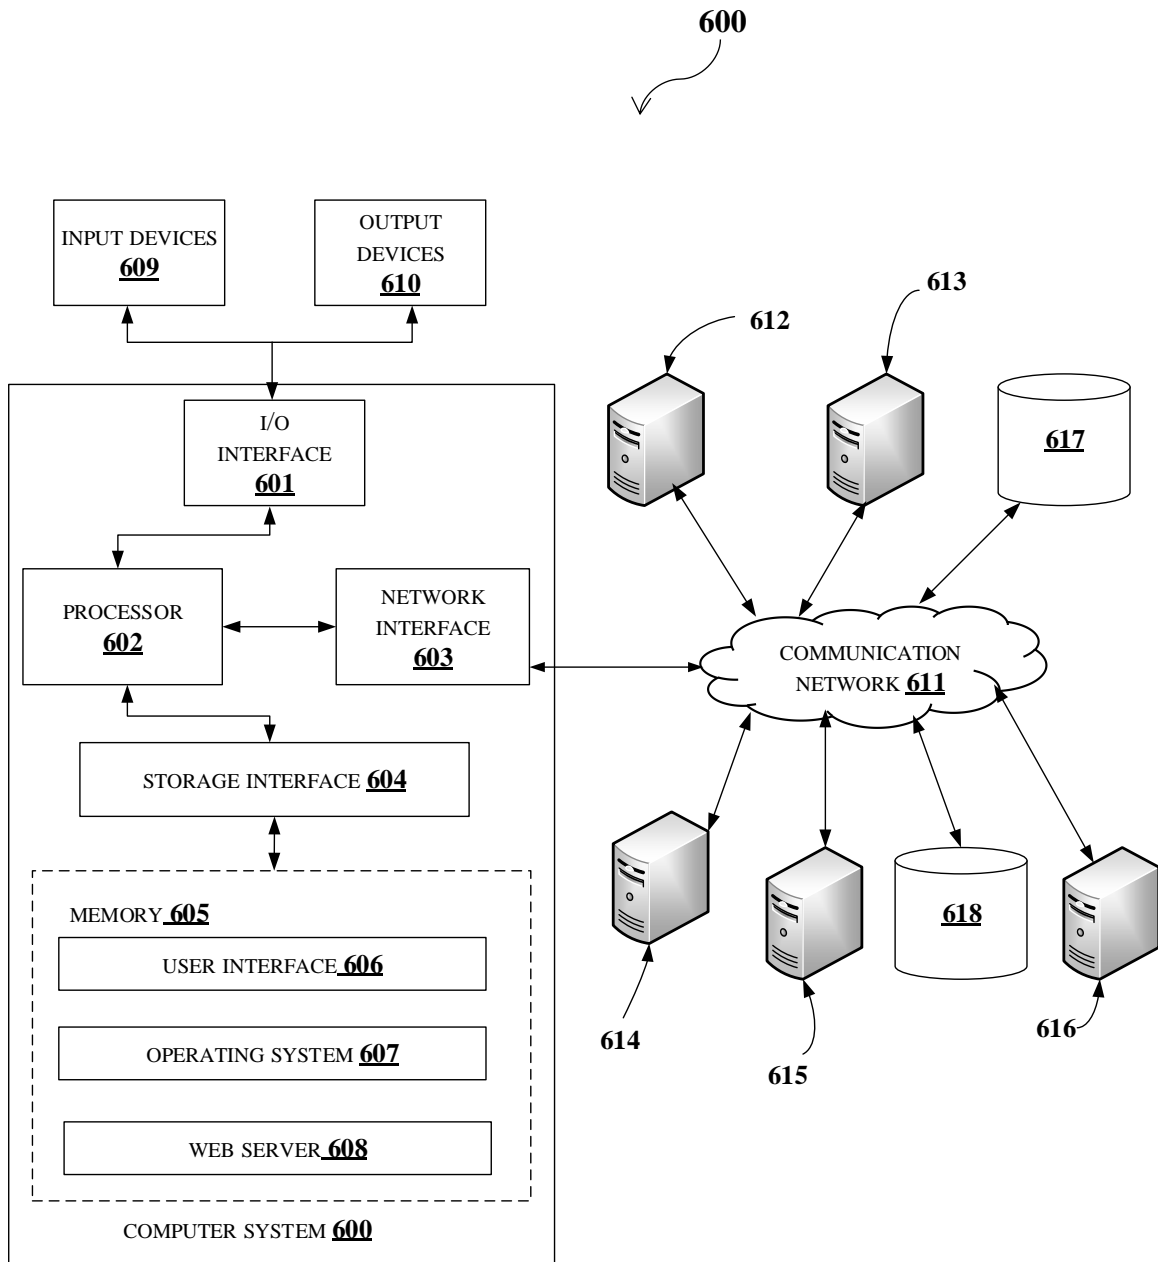 600
INPUT DEVICES
609
OUTPUT
DEVICES
610
I/O
INTERFACE
601
PROCESSOR
602
NETWORK
INTERFACE
603
STORAGE INTERFACE 604
MEMORY 605
USER INTERFACE 606
OPERATING SYSTEM 607
WEB SERVER 608
COMPUTER SYSTEM 600
612
613
617
COMMUNICATION
NETWORK 611
614
615
618
616